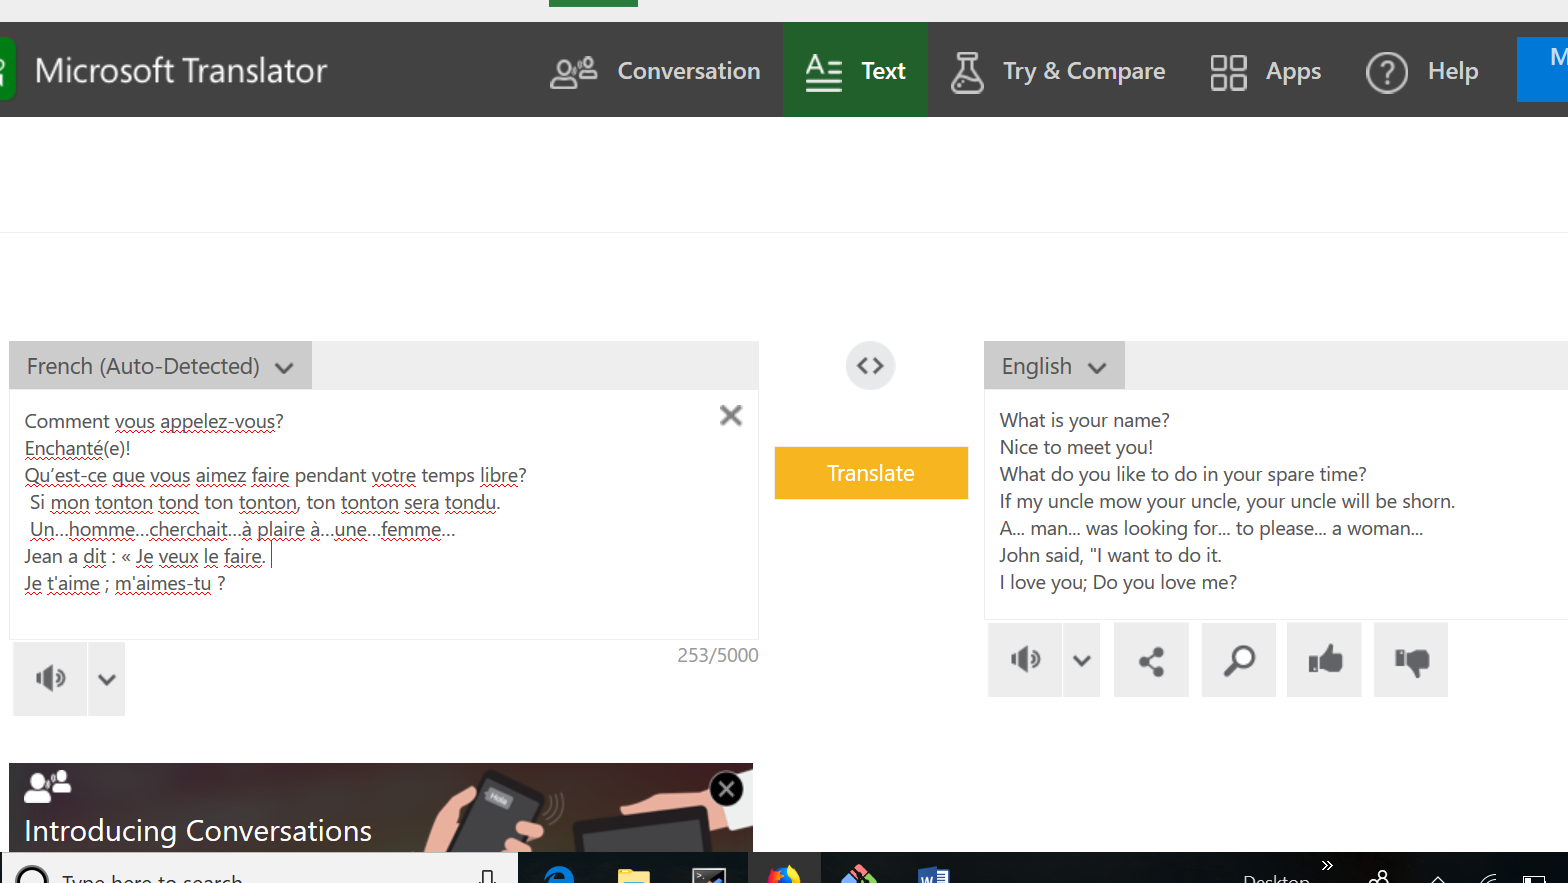 Microsoft Translator
Conversation
Text
Try & Compare
Apps
Help
M
French (Auto-Detected)
Comment vous appelez-vous?
Enchanté(e)!
Qu’est-ce que vous aimez faire pendant votre temps libre?
Si mon tonton tond ton tonton, ton tonton sera tondu.
Un...homme...cherchait...à plaire à...une...femme...
Jean a dit : « Je veux le faire.
Je t'aime ; m'aimes-tu ?
253/5000
Translate
English
What is your name?
Nice to meet you!
What do you like to do in your spare time?
If my uncle mow your uncle, your uncle will be shorn.
A... man... was looking for... to please... a woman...
John said, "I want to do it.
I love you; Do you love me?
Hola
Introducing Conversations
Type here to search
Desktop